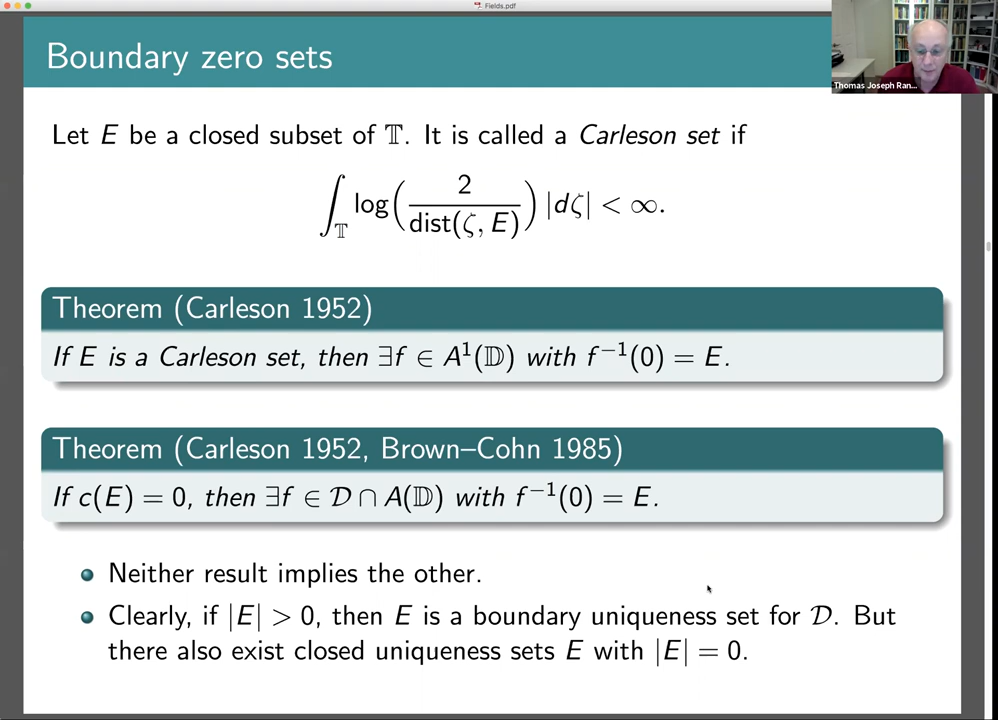 Fields.pdf
Boundary zero sets
Thomas Joseph Ran...
Let E be a closed subset of 𝕋. It is called a Carleson set if
∫_𝕋 log(2/dist(ζ, E)) |dζ| < ∞.
Theorem (Carleson 1952)
If E is a Carleson set, then ∃f ∈ A¹(𝔻) with f⁻¹(0) = E.
Theorem (Carleson 1952, Brown–Cohn 1985)
If c(E) = 0, then ∃f ∈ 𝒟 ∩ A(𝔻) with f⁻¹(0) = E.
Neither result implies the other.
Clearly, if |E| > 0, then E is a boundary uniqueness set for 𝒟. But
there also exist closed uniqueness sets E with |E| = 0.